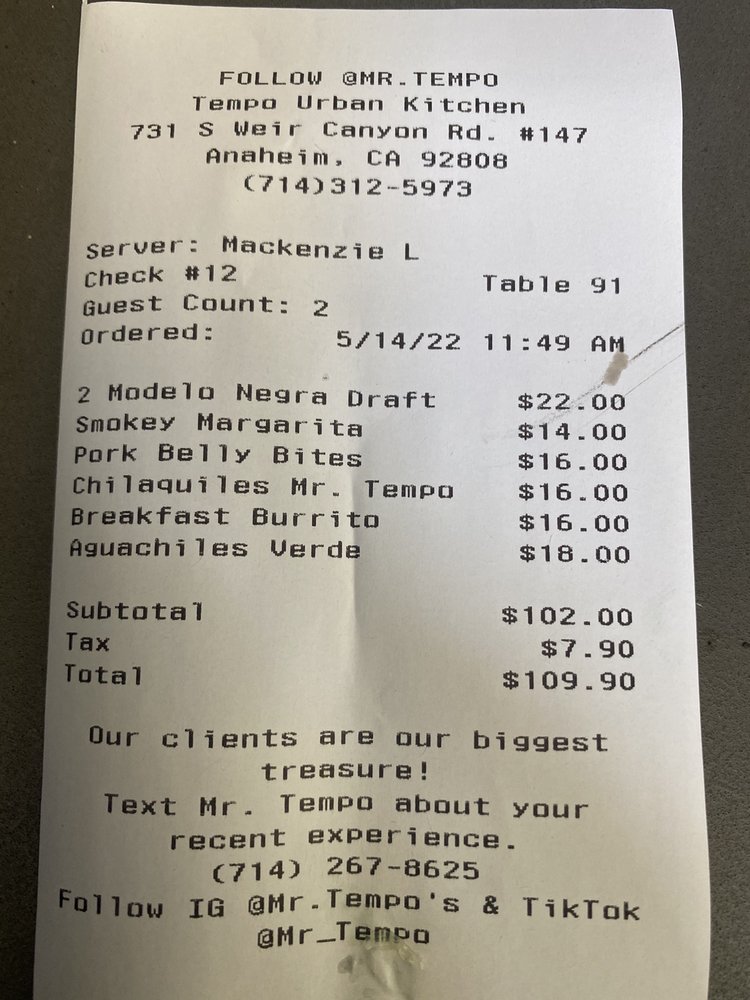 FOLLOW @MR.TEMPO
Tempo Urban Kitchen
731 S Weir Canyon Rd. #147
Anaheim, CA 92808
(714)312-5973
Server: Mackenzie L
Check #12 Table 91
Guest Count: 2
Ordered: 5/14/22 11:49 AM
2 Modelo Negra Draft $22.00
Smokey Margarita $14.00
Pork Belly Bites $16.00
Chilaquiles Mr. Tempo $16.00
Breakfast Burrito $16.00
Aguachiles Verde $18.00
Subtotal $102.00
Tax $7.90
Total $109.90
Our clients are our biggest
treasure!
Text Mr. Tempo about your
recent experience.
(714) 267-8625
Follow IG @Mr.Tempo's & TikTok
@Mr_Tempo